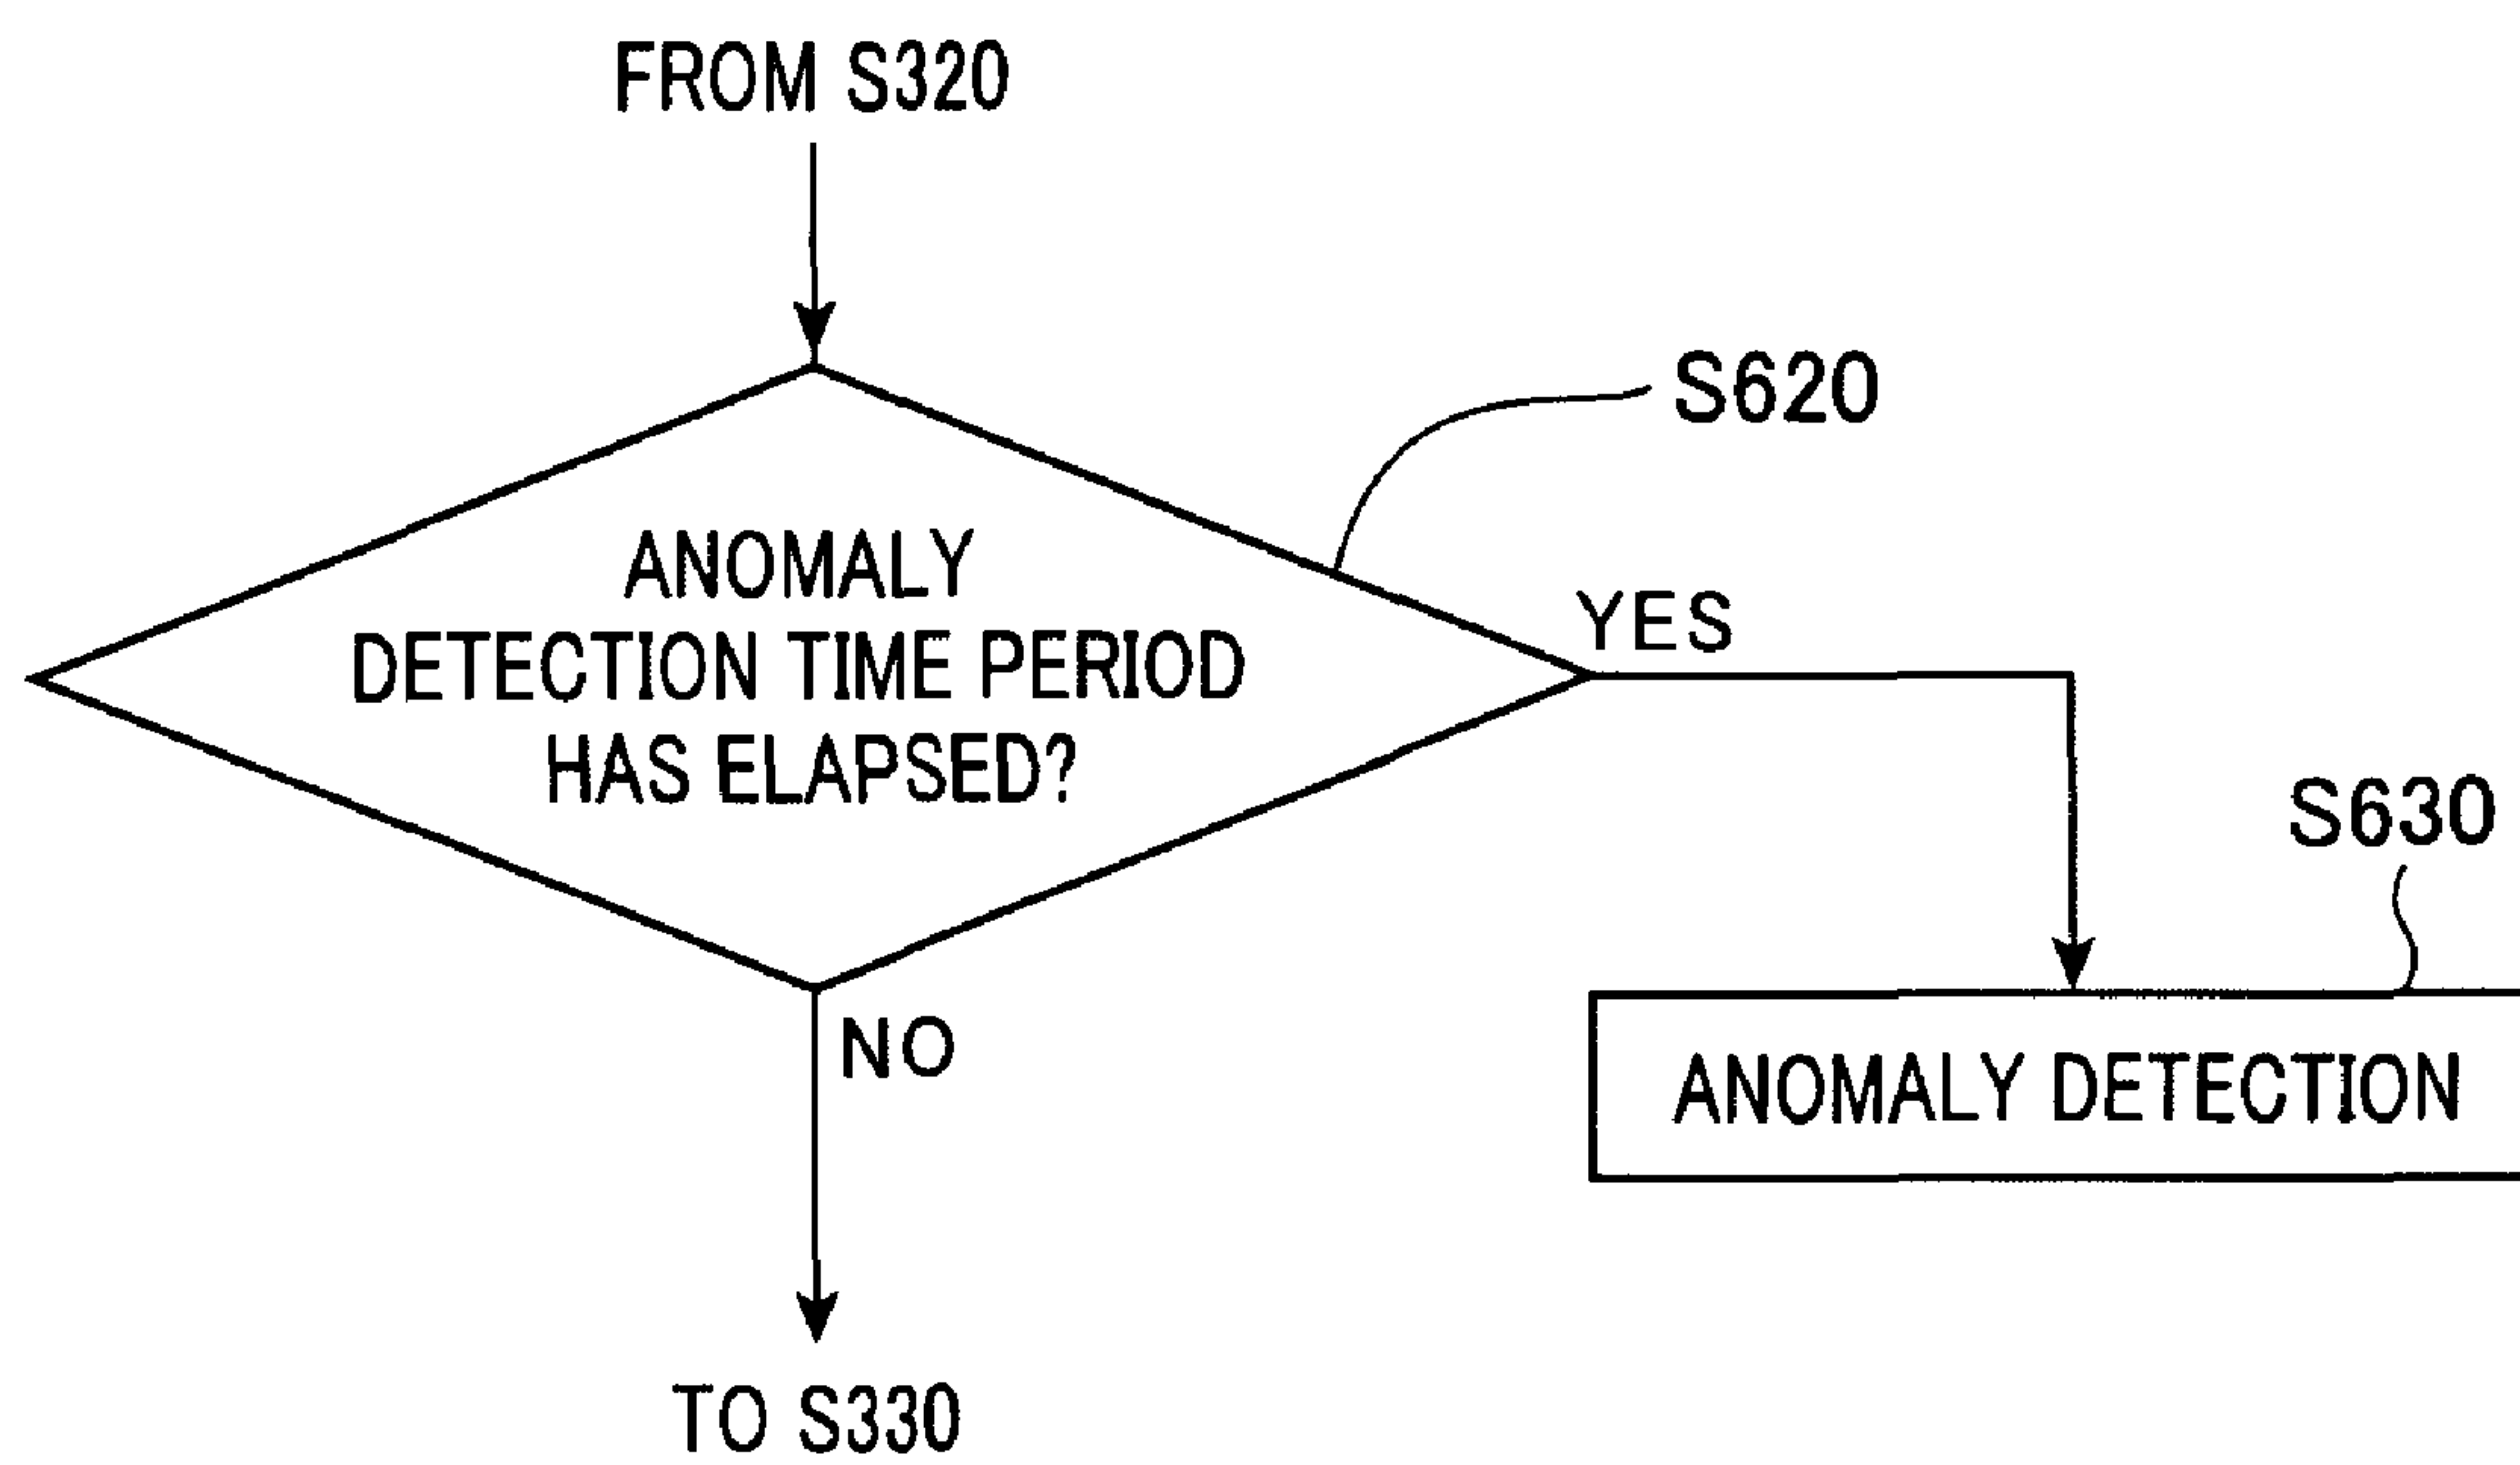 FROM S320
S620
ANOMALY
DETECTION TIME PERIOD
HAS ELAPSED?
YES
S630
NO
ANOMALY DETECTION
TO S330